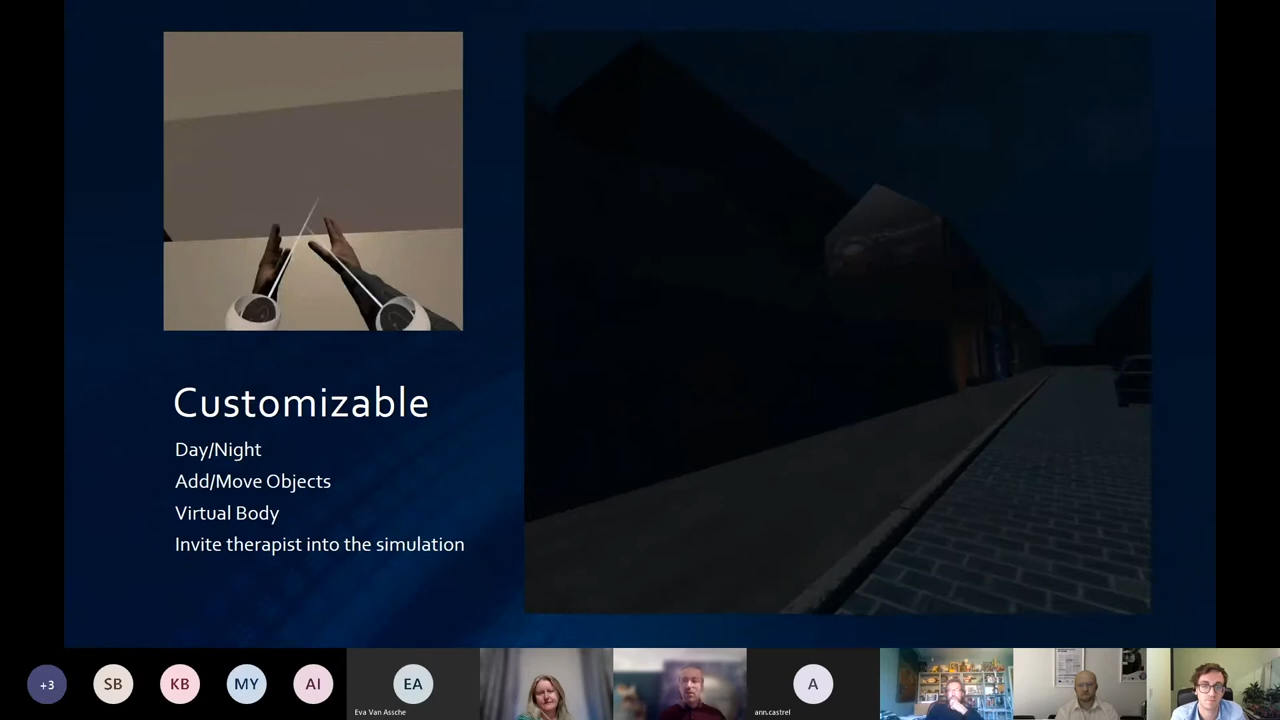 Customizable
Day/Night
Add/Move Objects
Virtual Body
Invite therapist into the simulation
+3
SB
KB
MY
AI
EA
Eva Van Assche
A
ann.castrel